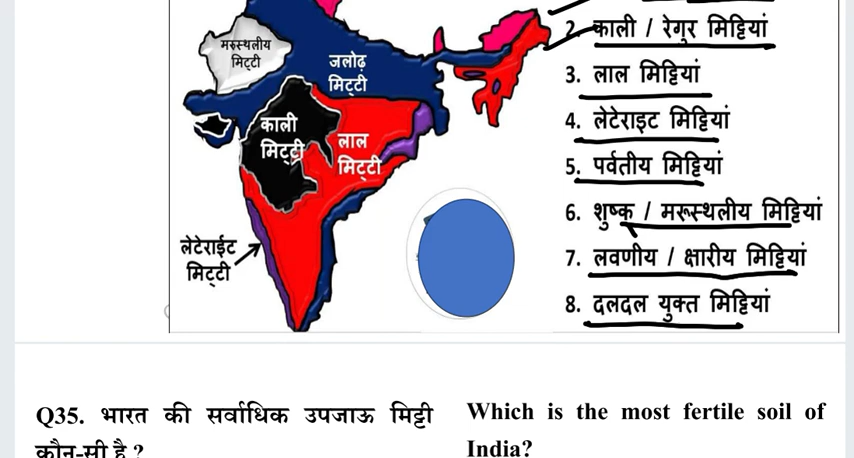 2. काली / रेगुर मिट्टियां
3. लाल मिट्टियां
4. लेटेराइट मिट्टियां
5. पर्वतीय मिट्टियां
6. शुष्क / मरूस्थलीय मिट्टियां
7. लवणीय / क्षारीय मिट्टियां
8. दलदल युक्त मिट्टियां
मरुस्थलीय
मिट्टी
जलोढ़
मिट्टी
काली
मिट्टी
लाल
मिट्टी
लेटेराईट
मिट्टी
Q35. भारत की सर्वाधिक उपजाऊ मिट्टी
कौन-सी है ?
Which is the most fertile soil of
India?